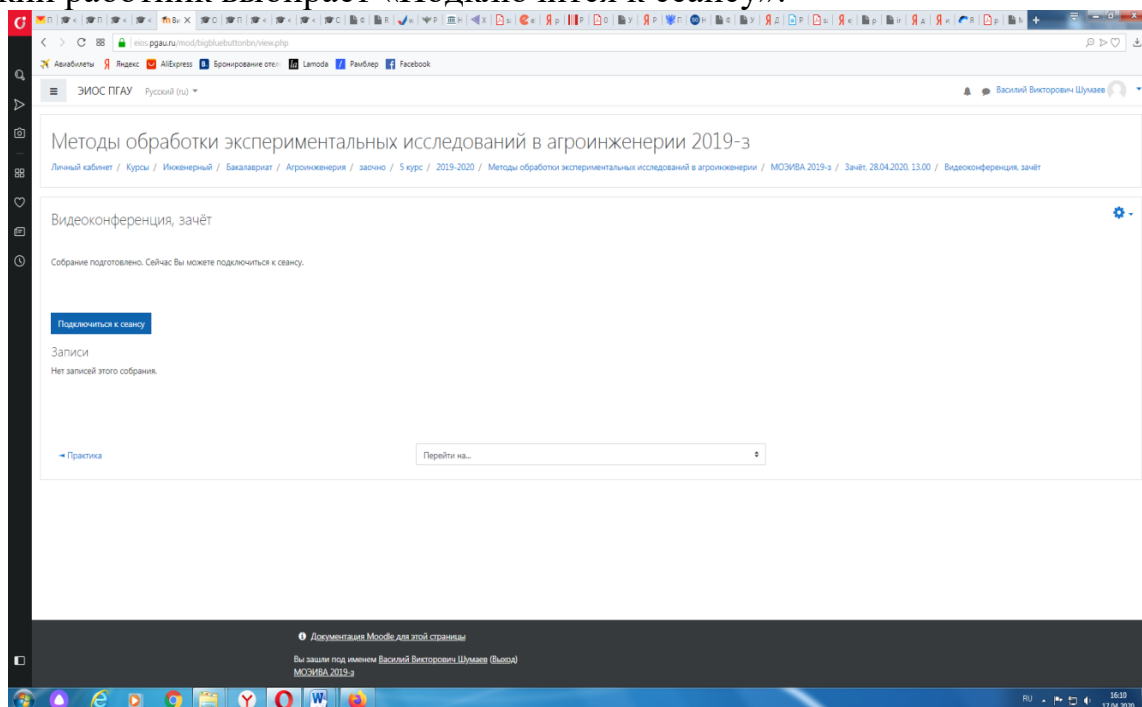 работник выбирает «Подключится к сеансу».
eios.pgau.ru/mod/bigbluebuttonbn/view.php
Авиабилеты Яндекс AliExpress Бронирование отел Lamoda Рамблер Facebook
ЭИОС ПГАУ Русский (ru) Василий Викторович Шумаев
Методы обработки экспериментальных исследований в агроинженерии 2019-з
Личный кабинет / Курсы / Инженерный / Бакалавриат / Агроинженерия / заочно / 5 курс / 2019-2020 / Методы обработки экспериментальных исследований в агроинженерии / МОЭИВА 2019-з / Зачёт, 28.04.2020, 13.00 / Видеоконференция, зачёт
Видеоконференция, зачёт
Собрание подготовлено. Сейчас Вы можете подключиться к сеансу.
Подключиться к сеансу
Записи
Нет записей этого собрания.
◄ Практика Перейти на...
Документация Moodle для этой страницы
Вы зашли под именем Василий Викторович Шумаев (Выход)
МОЭИВА 2019-з
RU 16:10
17.04.2020